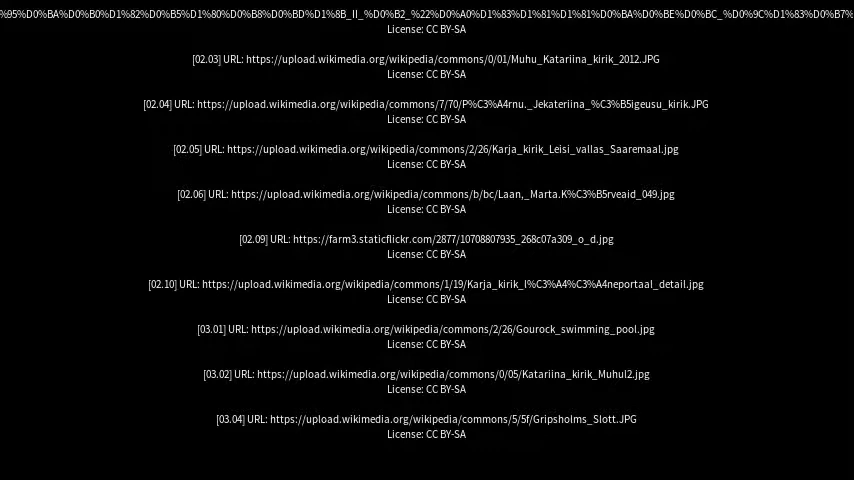 %95%D0%BA%D0%B0%D1%82%D0%B5%D1%80%D0%B8%D0%BD%D1%8B_II_%D0%B2_%22%D0%A0%D1%83%D1%81%D1%81%D0%BA%D0%BE%D0%BC_%D0%9C%D1%83%D0%B7%
License: CC BY-SA
[02.03] URL: https://upload.wikimedia.org/wikipedia/commons/0/01/Muhu_Katariina_kirik_2012.JPG
License: CC BY-SA
[02.04] URL: https://upload.wikimedia.org/wikipedia/commons/7/70/P%C3%A4rnu._Jekateriina_%C3%B5igeusu_kirik.JPG
License: CC BY-SA
[02.05] URL: https://upload.wikimedia.org/wikipedia/commons/2/26/Karja_kirik_Leisi_vallas_Saaremaal.jpg
License: CC BY-SA
[02.06] URL: https://upload.wikimedia.org/wikipedia/commons/b/bc/Laan,_Marta.K%C3%B5rveaid_049.jpg
License: CC BY-SA
[02.09] URL: https://farm3.staticflickr.com/2877/10708807935_268c07a309_o_d.jpg
License: CC BY-SA
[02.10] URL: https://upload.wikimedia.org/wikipedia/commons/1/19/Karja_kirik_l%C3%A4%C3%A4neportaal_detail.jpg
License: CC BY-SA
[03.01] URL: https://upload.wikimedia.org/wikipedia/commons/2/26/Gourock_swimming_pool.jpg
License: CC BY-SA
[03.02] URL: https://upload.wikimedia.org/wikipedia/commons/0/05/Katariina_kirik_Muhul2.jpg
License: CC BY-SA
[03.04] URL: https://upload.wikimedia.org/wikipedia/commons/5/5f/Gripsholms_Slott.JPG
License: CC BY-SA